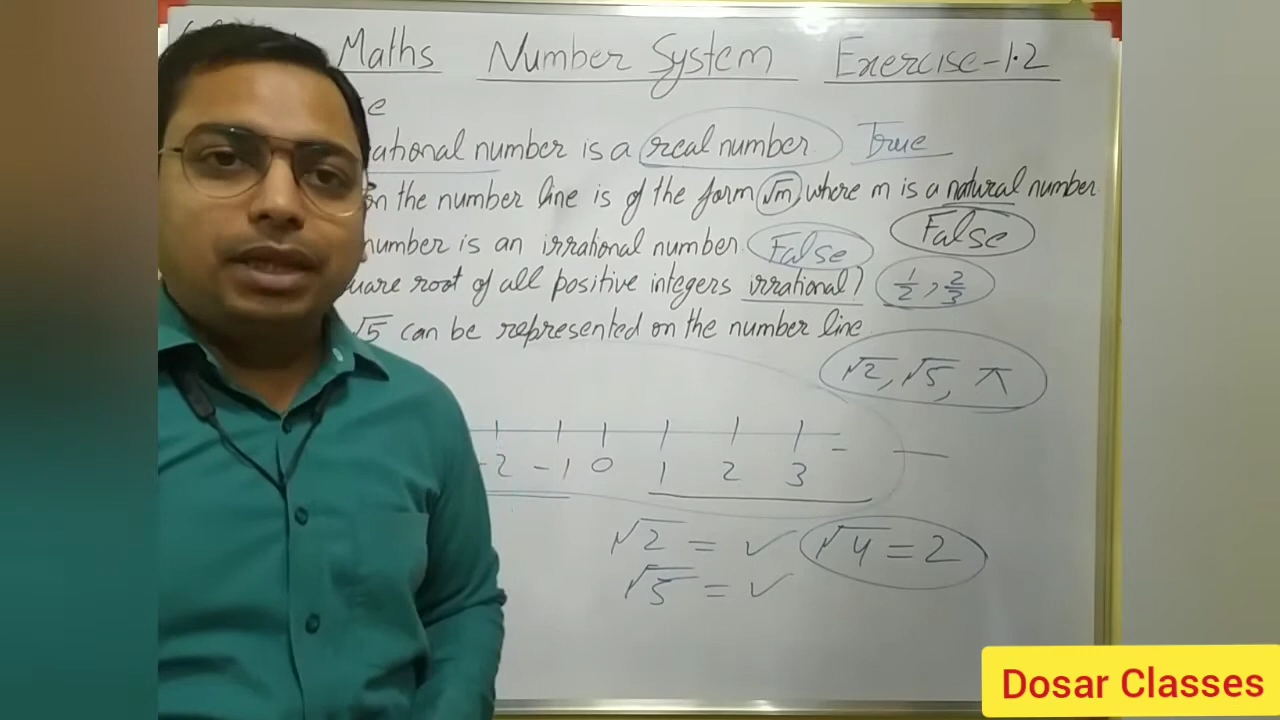 Maths Number System Exercise-1.2
ational number is a real number True
on the number line is of the form √m, where m is a natural number
False
number is an irrational number. False
uare root of all positive integers irrational? 1/2, 2/3
√5 can be represented on the number line
√2, √5, π
-2 -1 0 1 2 3
√2 = ✓ √4 = 2
√5 = ✓
Dosar Classes